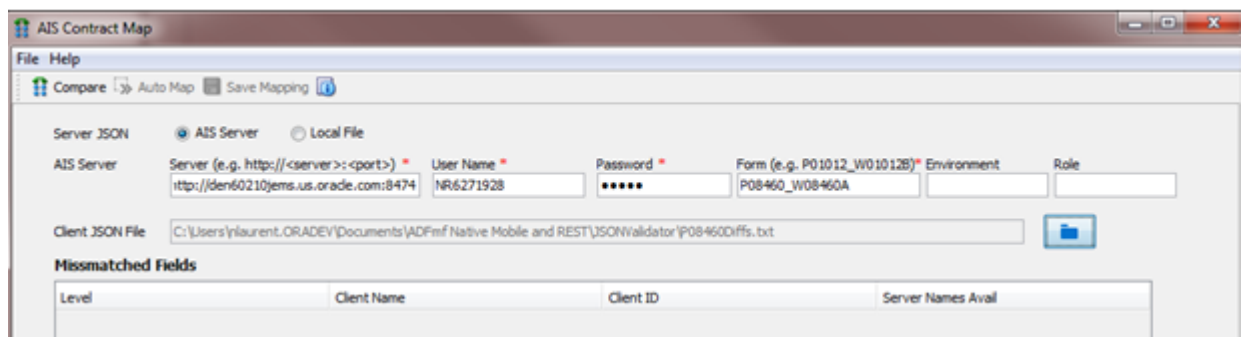 AIS Contract Map
File Help
Compare Auto Map Save Mapping
Server JSON AIS Server Local File
AIS Server Server (e.g. http://<server>:<port>) * User Name * Password * Form (e.g. P01012_W01012B)* Environment Role
http://den60210jems.us.oracle.com:8474 NR6271928 ••••• P08460_W08460A
Client JSON File C:\Users\nlaurent.ORADEV\Documents\ADFmf Native Mobile and REST\JSONValidator\P08460Diffs.txt
Missmatched Fields
Level Client Name Client ID Server Names Avail